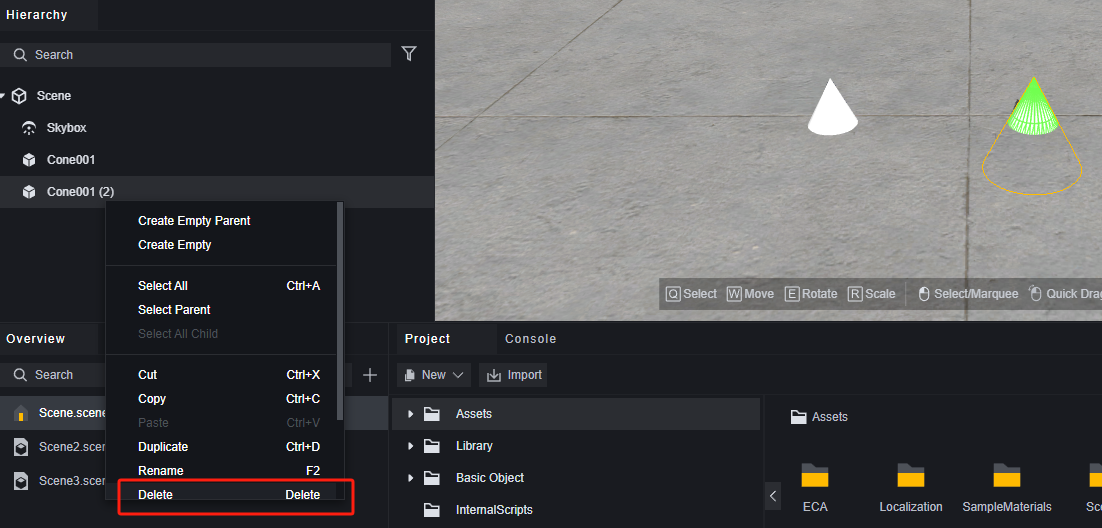 Hierarchy
Search
Scene
Skybox
Cone001
Cone001 (2)
Create Empty Parent
Create Empty
Select All Ctrl+A
Select Parent
Select All Child
Cut Ctrl+X
Copy Ctrl+C
Paste Ctrl+V
Duplicate Ctrl+D
Rename F2
Delete Delete
Q Select W Move E Rotate R Scale Select/Marquee Quick Drag
Overview
Search
Scene.scene
Scene2.scen
Scene3.scen
Project Console
New Import
Assets
Library
Basic Object
InternalScripts
Assets
ECA Localization SampleMaterials